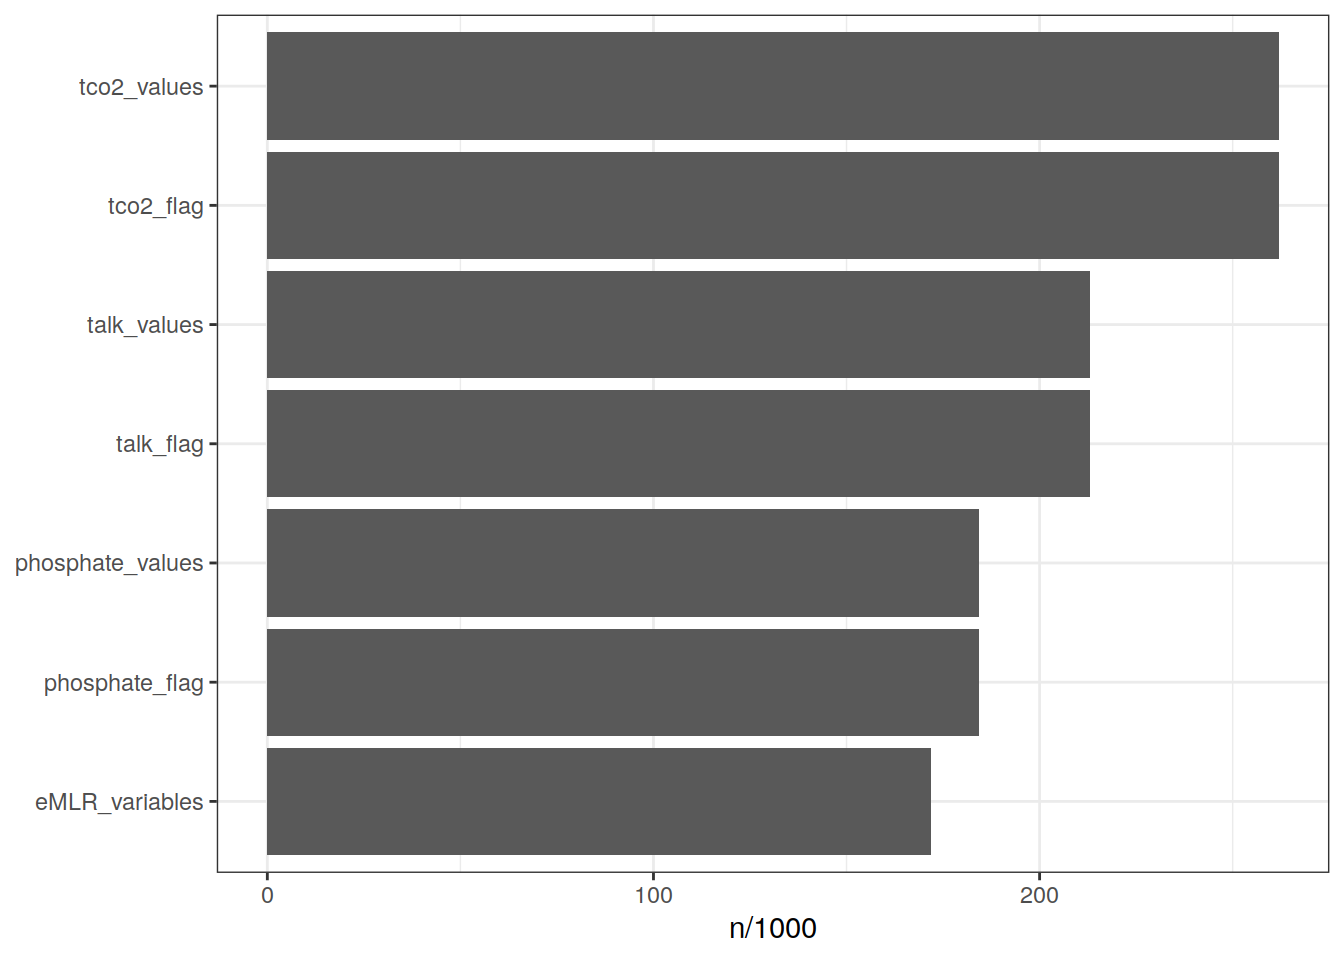 tco2_values
tco2_flag
talk_values
talk_flag
phosphate_values
phosphate_flag
eMLR_variables
0 100 200
n/1000